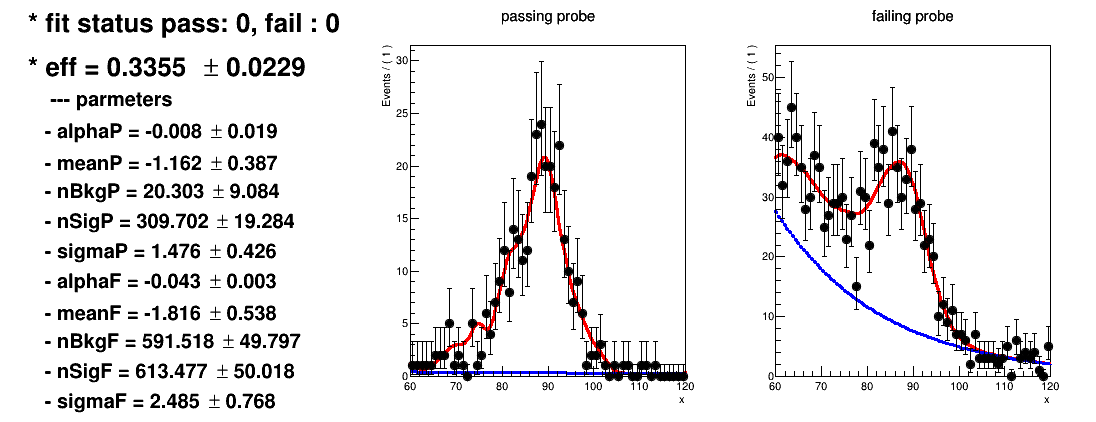 * fit status pass: 0, fail : 0
* eff = 0.3355 ± 0.0229
--- parmeters
- alphaP = -0.008 ± 0.019
- meanP = -1.162 ± 0.387
- nBkgP = 20.303 ± 9.084
- nSigP = 309.702 ± 19.284
- sigmaP = 1.476 ± 0.426
- alphaF = -0.043 ± 0.003
- meanF = -1.816 ± 0.538
- nBkgF = 591.518 ± 49.797
- nSigF = 613.477 ± 50.018
- sigmaF = 2.485 ± 0.768
passing probe
Events / ( 1 )
30
25
20
15
10
5
0
60 70 80 90 100 110 120
x
failing probe
Events / ( 1 )
50
40
30
20
10
0
60 70 80 90 100 110 120
x